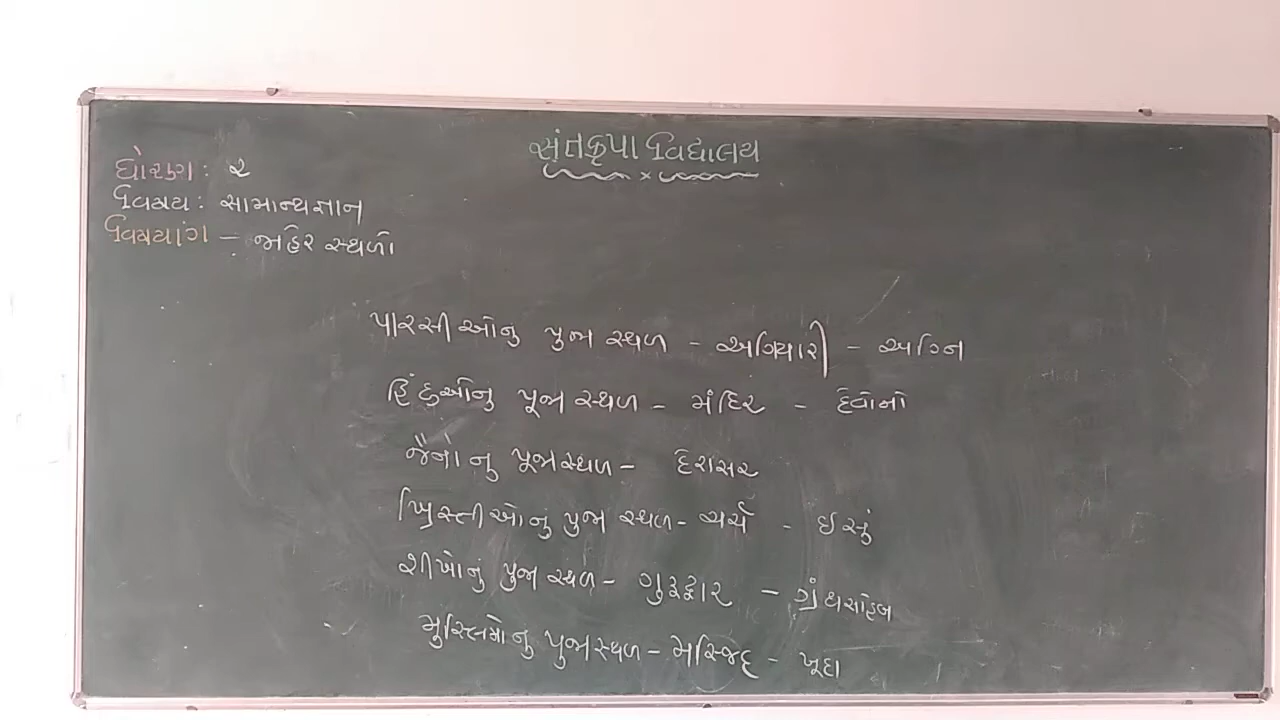 સંતકૃપા વિદ્યાલય
ધોરણ : ૨
વિષય : સામાન્યજ્ઞાન
વિષયાંગ - જાહેર સ્થળો
પારસીઓનુ પુજા સ્થળ - અગિયારી - અગ્નિ
હિંદુઓનુ પૂજા સ્થળ - મંદિર - દેવોની
જૈનોનુ પૂજાસ્થળ - દેરાસર
ખ્રિસ્તીઓનું પુજા સ્થળ - ચર્ચ - ઈસું
શીખોનું પુજા સ્થળ - ગુરૂદ્વાર - ગ્રંથસાહેબ
મુસ્લિમોનુ પુજાસ્થળ - મસ્જિદ - ખૂદા